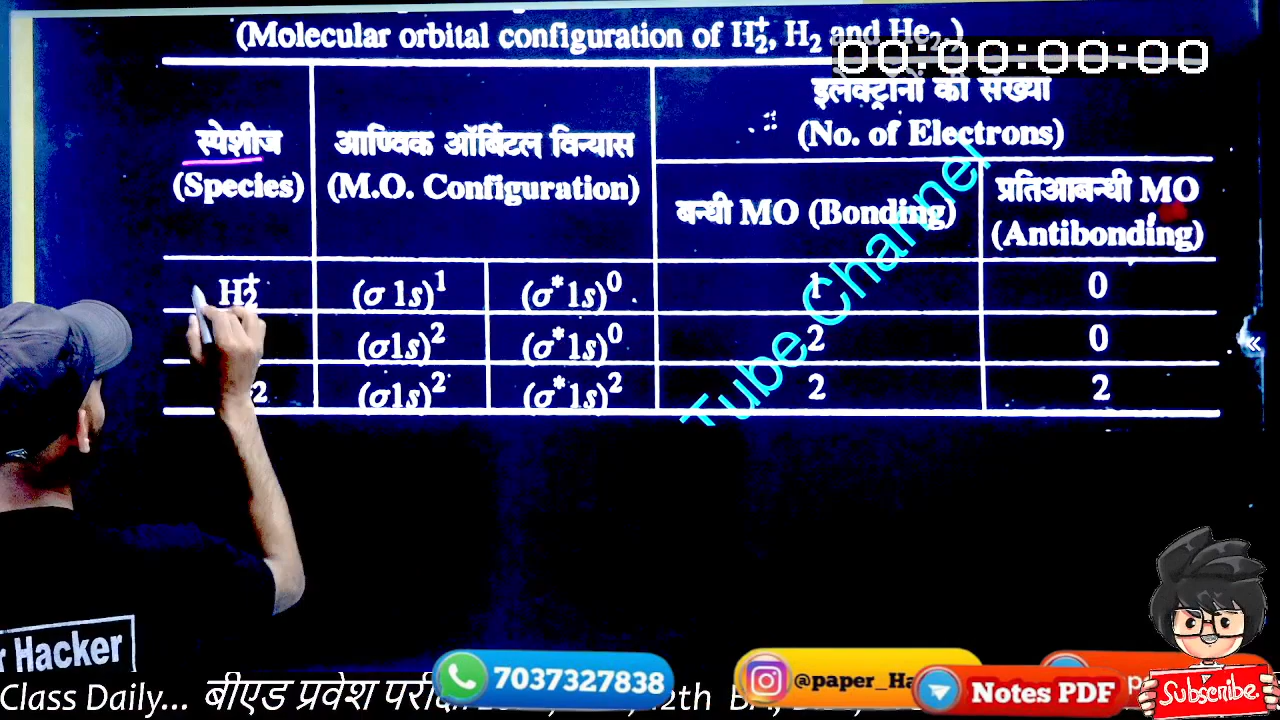 (Molecular orbital configuration of H₂⁺, H₂ and He₂.)
00:00:00:00
इलेक्ट्रॉनों की संख्या
(No. of Electrons)
स्पेशीज
(Species)
आण्विक ऑर्बिटल विन्यास
(M.O. Configuration)
बन्धी MO (Bonding)
प्रतिआबन्धी MO
(Antibonding)
H₂⁺ (σ 1s)¹ (σ* 1s)⁰ 1 0
(σ1s)² (σ* 1s)⁰ 2 0
2 (σ1s)² (σ* 1s)² 2 2
Tube Channel
«
r Hacker
7037327838
@paper_Ha
Notes PDF
Subscribe
Class Daily... बीएड प्रवेश 12th